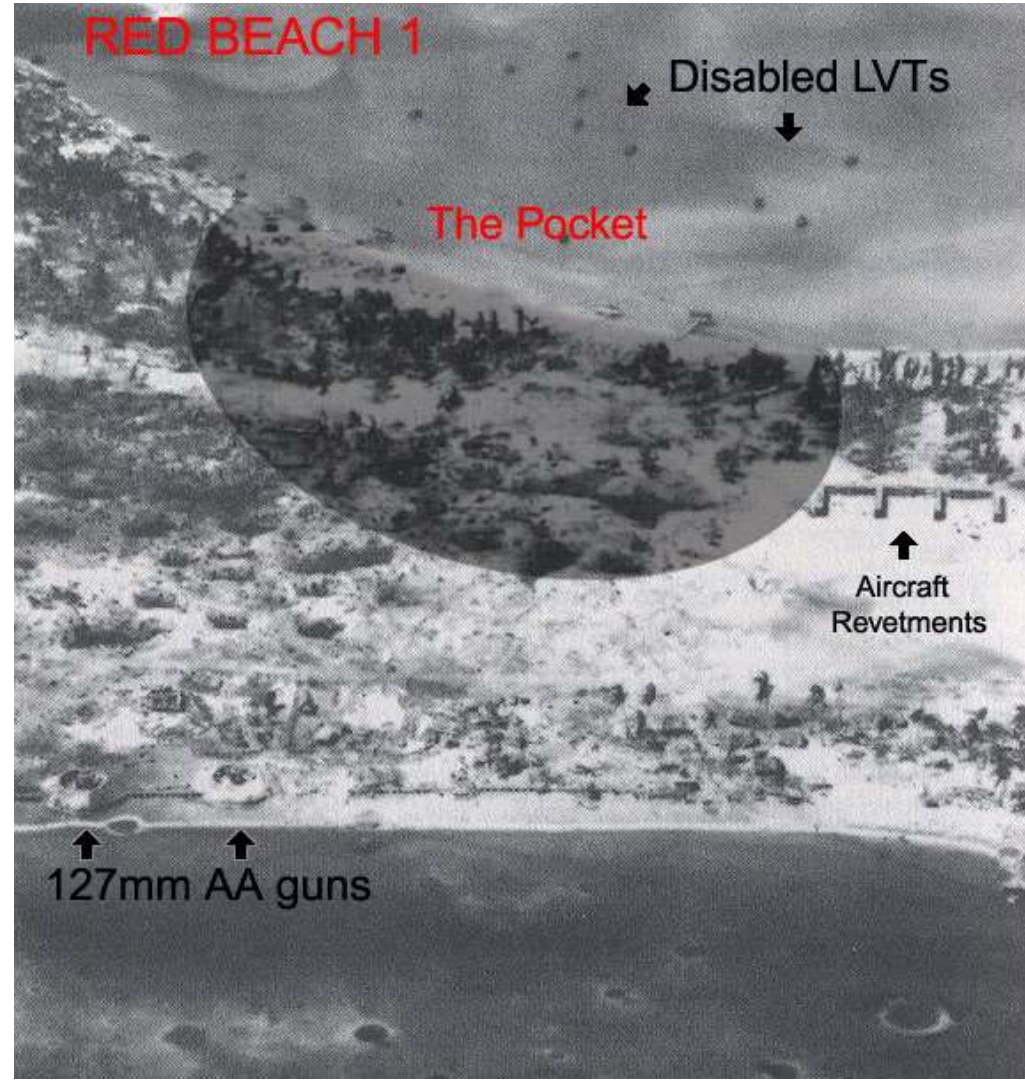 RED BEACH 1
Disabled LVTs
The Pocket
Aircraft
Revetments
127mm AA guns